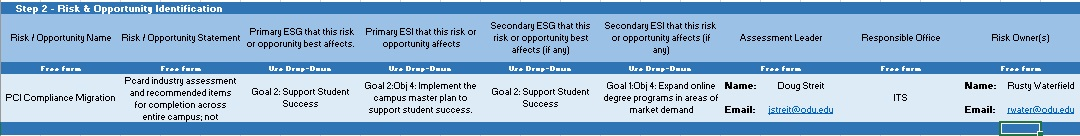 Step 2 - Risk & Opportunity Identification
Risk / Opportunity Name
Risk / Opportunity Statement
Primary ESG that this risk
or opportunity best affects.
Primary ESI that this risk or
opportunity affects
Secondary ESG that this
risk or opportunity best
affects (if any)
Secondary ESI that this risk
or opportunity affects (if
any)
Assessment Leader
Responsible Office
Risk Owner(s)
Free form
Free form
Use Drop-Down
Use Drop-Down
Use Drop-Down
Use Drop-Down
Free form
Free form
Free form
PCI Compliance Migration
Pcard industry assessment
and recommended items
for completion across
entire campus; not
Goal 2: Support Student
Success
Goal 2:Obj 4: Implement the
campus master plan to
support student success.
Goal 2: Support Student
Success
Goal 1:Obj 4: Expand online
degree programs in areas of
market demand
Name: Doug Streit
Email: jstreit@odu.edu
ITS
Name: Rusty Waterfield
Email: rwater@odu.edu